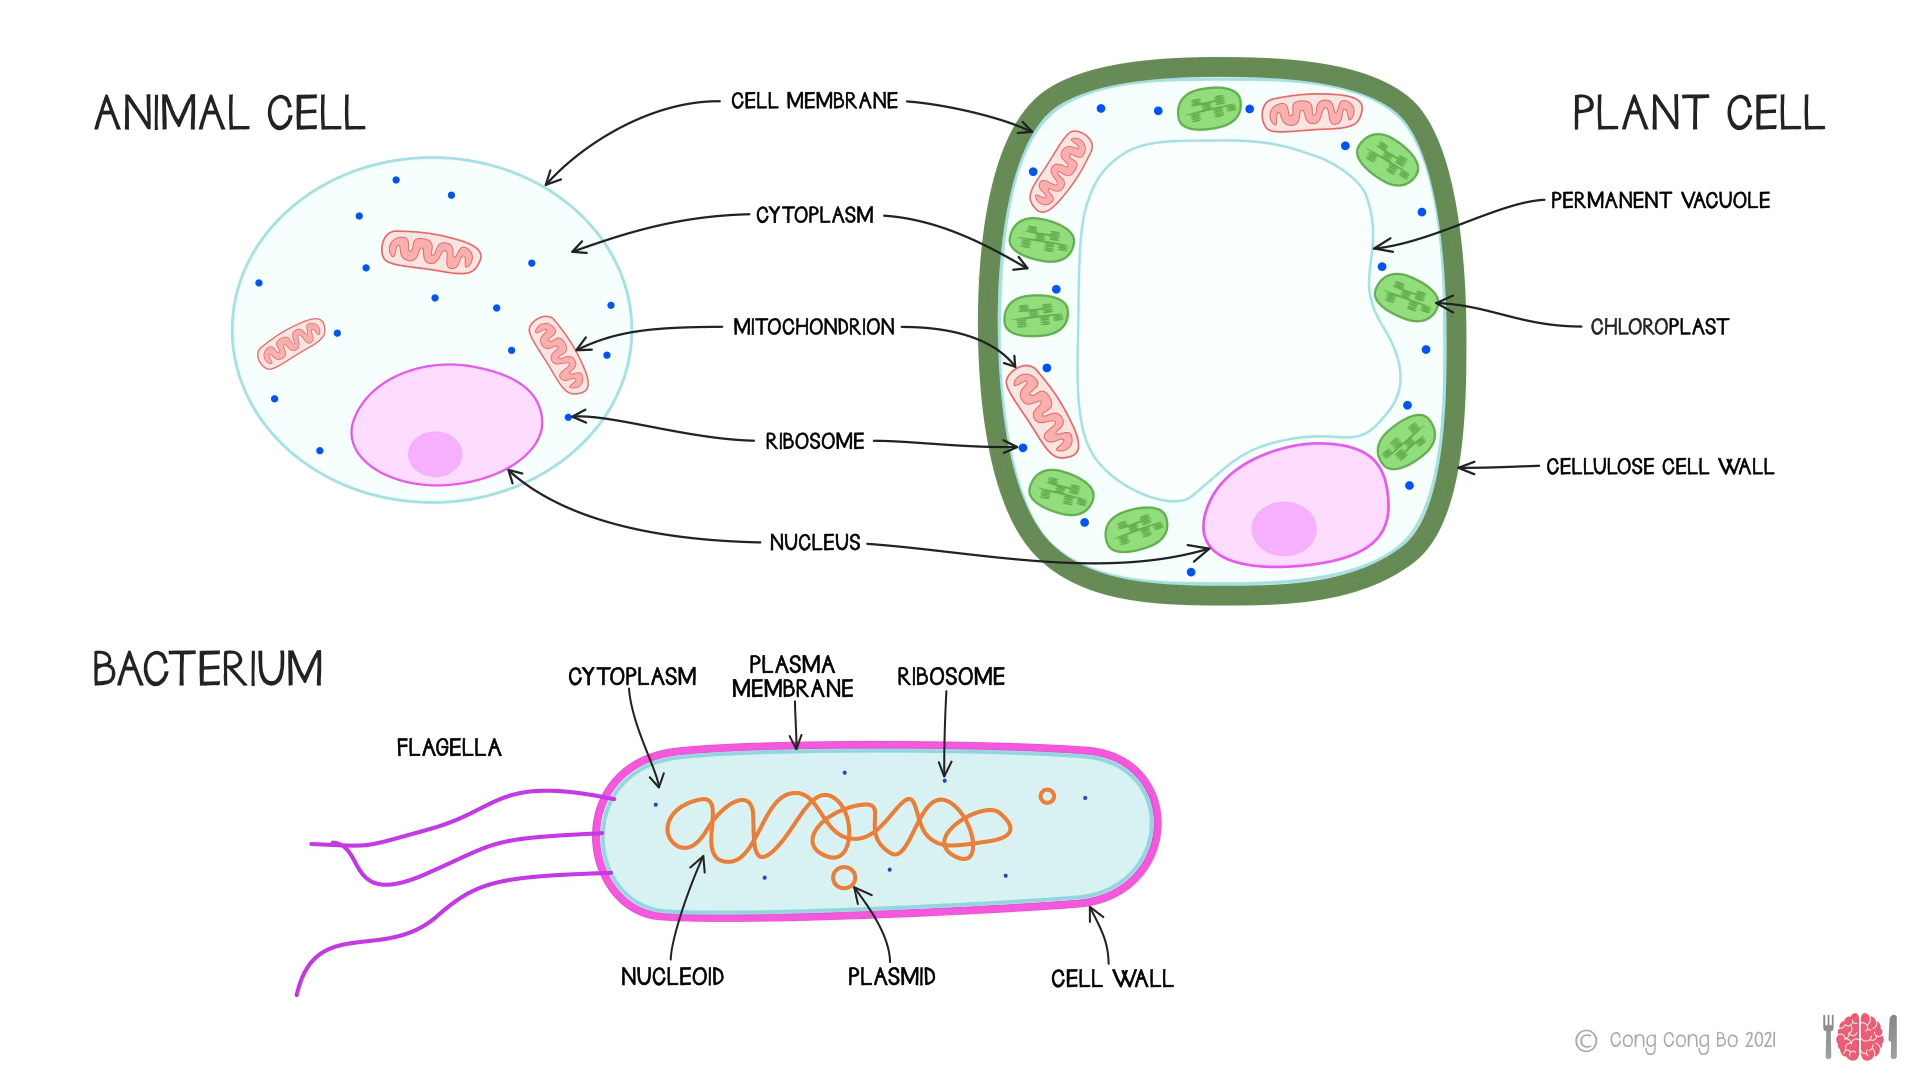 ANIMAL CELL
PLANT CELL
CELL MEMBRANE
CYTOPLASM
MITOCHONDRION
RIBOSOME
NUCLEUS
PERMANENT VACUOLE
CHLOROPLAST
CELLULOSE CELL WALL
BACTERIUM
FLAGELLA
CYTOPLASM
PLASMA
MEMBRANE
RIBOSOME
NUCLEOID
PLASMID
CELL WALL
© Cong Cong Bo 2021